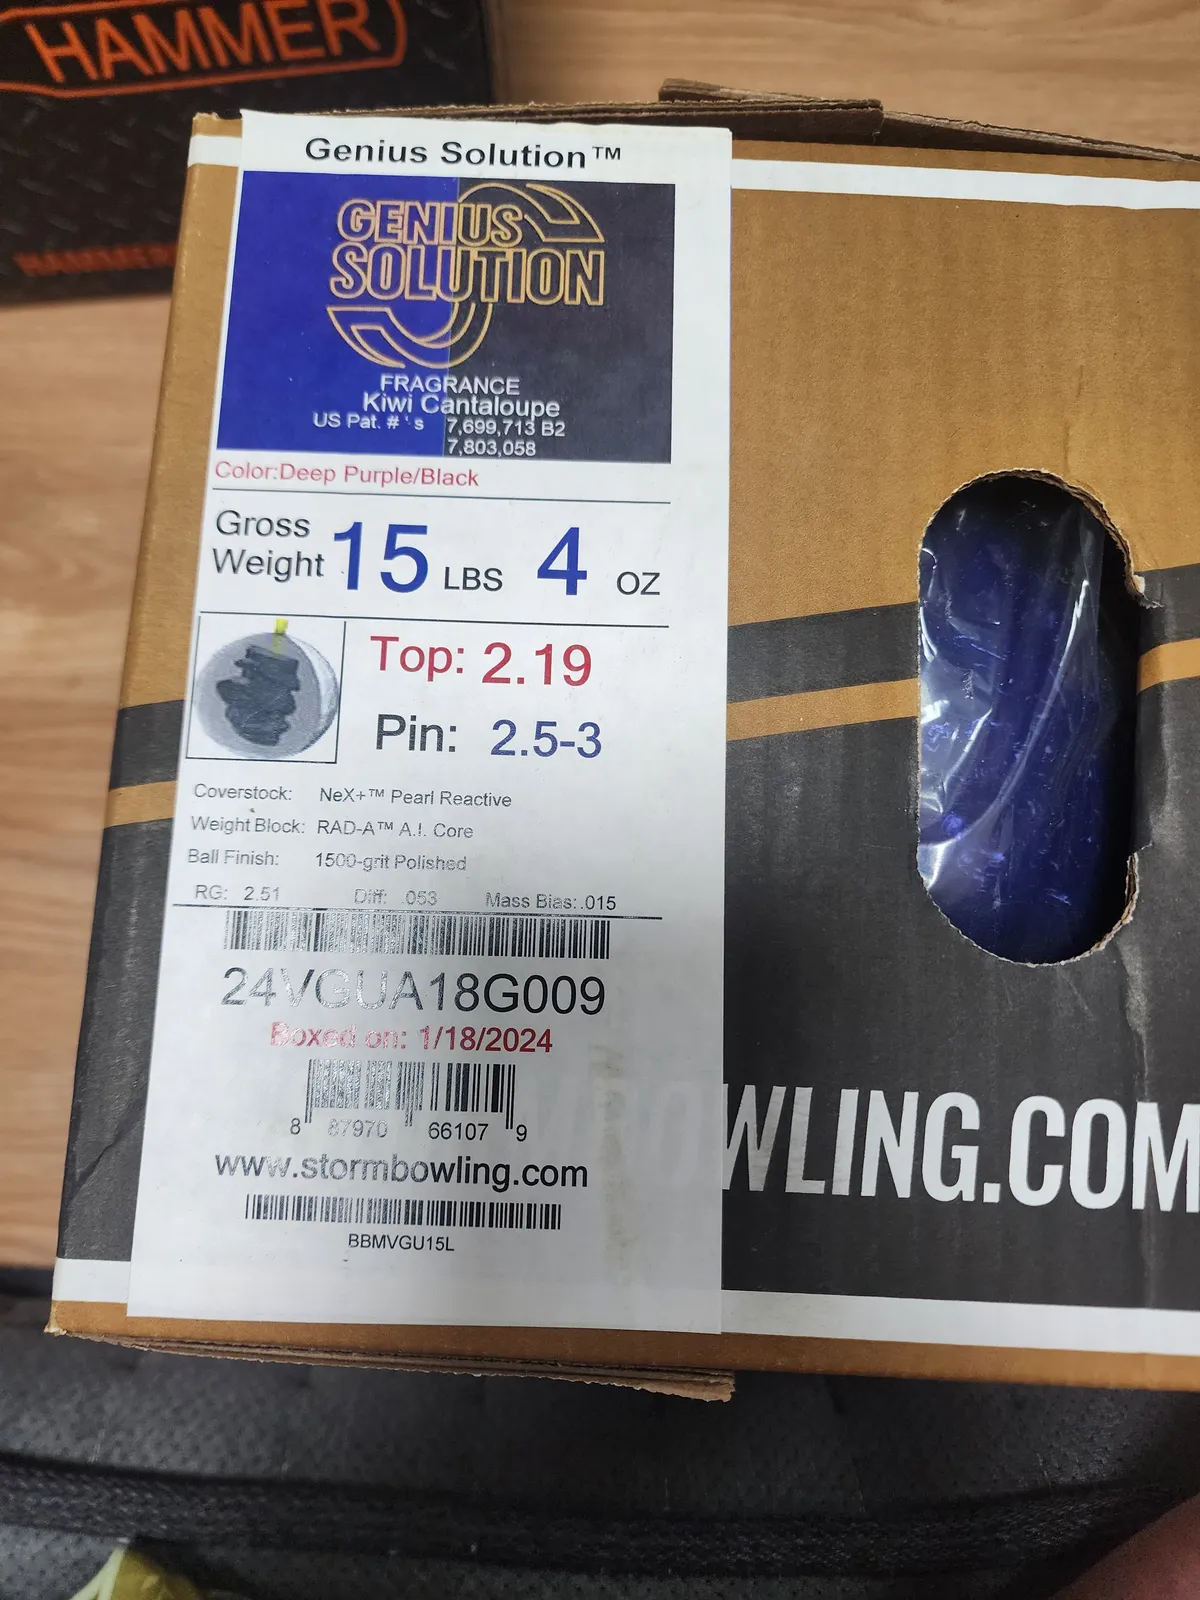 HAMMER
Genius Solution™
GENIUS
SOLUTION
FRAGRANCE
Kiwi Cantaloupe
US Pat. # ' s 7,699,713 B2
7,803,058
Color:Deep Purple/Black
Gross
Weight 15 LBS 4 OZ
Top: 2.19
Pin: 2.5-3
Coverstock: NeX+™ Pearl Reactive
Weight Block: RAD-A™ A.I. Core
Ball Finish: 1500-grit Polished
RG: 2.51 Diff: .053 Mass Bias: .015
24VGUA18G009
Boxed on: 1/18/2024
8 87970 66107 9
www.stormbowling.com
BBMVGU15L
BOWLING.COM